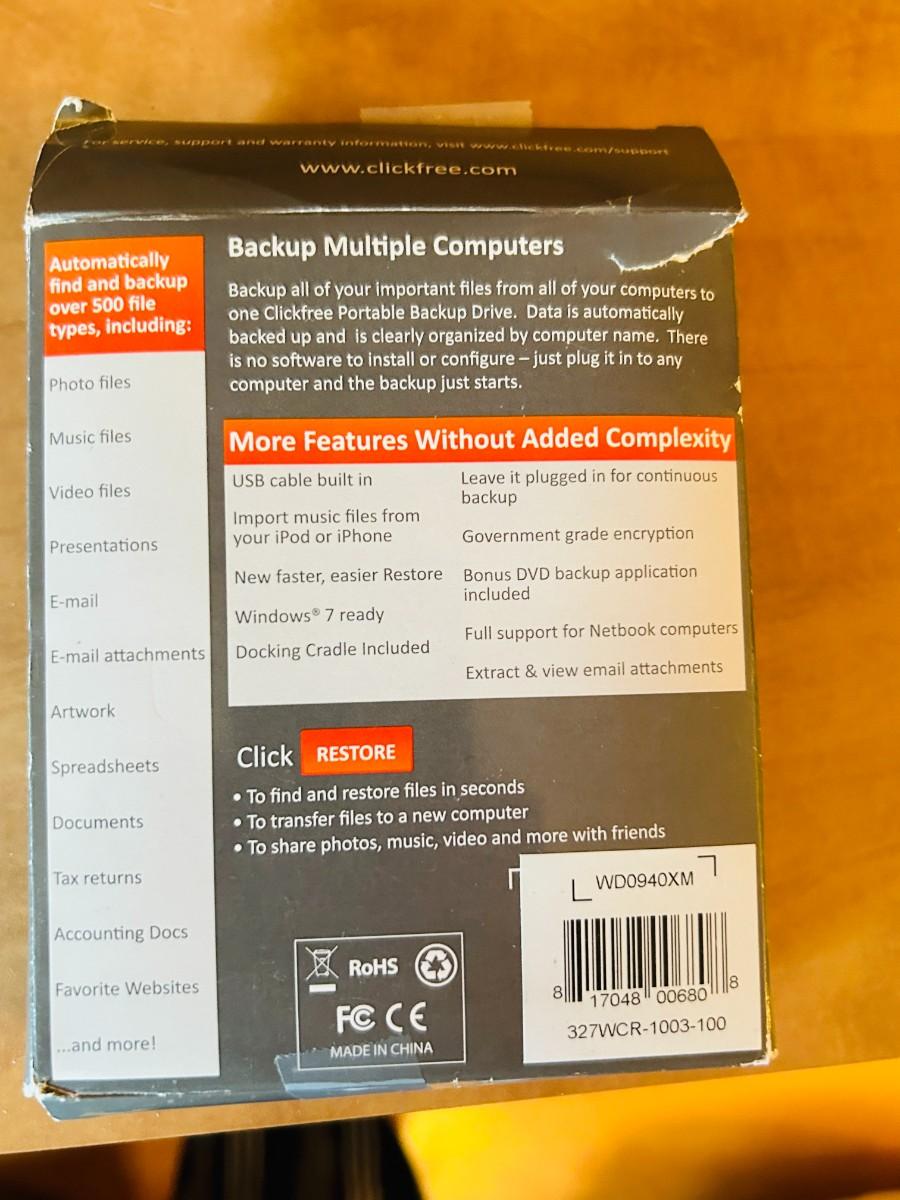 For service, support and warranty information, visit www.clickfree.com/support
www.clickfree.com
Automatically
find and backup
over 500 file
types, including:
Photo files
Music files
Video files
Presentations
E-mail
E-mail attachments
Artwork
Spreadsheets
Documents
Tax returns
Accounting Docs
Favorite Websites
...and more!
Backup Multiple Computers
Backup all of your important files from all of your computers to
one Clickfree Portable Backup Drive. Data is automatically
backed up and is clearly organized by computer name. There
is no software to install or configure – just plug it in to any
computer and the backup just starts.
More Features Without Added Complexity
USB cable built in
Import music files from
your iPod or iPhone
New faster, easier Restore
Windows® 7 ready
Docking Cradle Included
Leave it plugged in for continuous
backup
Government grade encryption
Bonus DVD backup application
included
Full support for Netbook computers
Extract & view email attachments
Click RESTORE
• To find and restore files in seconds
• To transfer files to a new computer
• To share photos, music, video and more with friends
RoHS
FC CE
MADE IN CHINA
WD0940XM
8 17048 00680 8
327WCR-1003-100